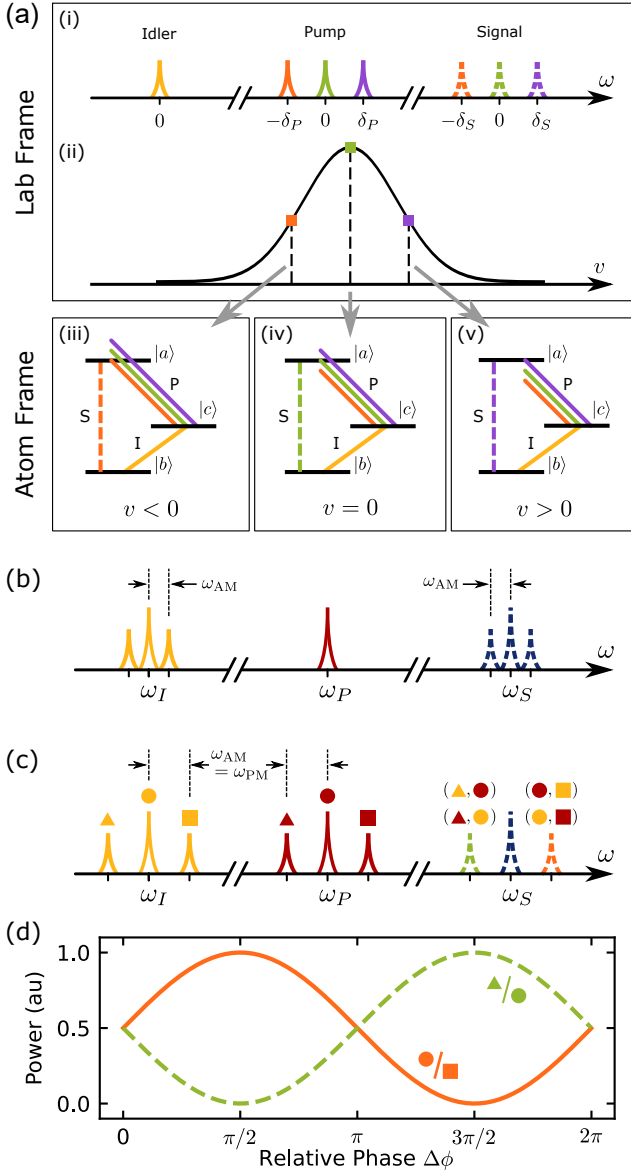 (a)
Lab Frame
(i)
Idler
Pump
Signal
ω
0
−δ_P
0
δ_P
−δ_S
0
δ_S
(ii)
v
Atom Frame
(iii)
|a⟩
P
|c⟩
S
I
|b⟩
v < 0
(iv)
|a⟩
P
|c⟩
S
I
|b⟩
v = 0
(v)
|a⟩
P
|c⟩
S
I
|b⟩
v > 0
(b)
ω_AM
ω_AM
ω
ω_I
ω_P
ω_S
(c)
ω_AM
= ω_PM
(▲,●)
(●,■)
(▲,●)
(●,■)
ω
ω_I
ω_P
ω_S
(d)
Power (au)
1.0
0.5
0.0
▲/●
●/■
0
π/2
π
3π/2
2π
Relative Phase Δϕ